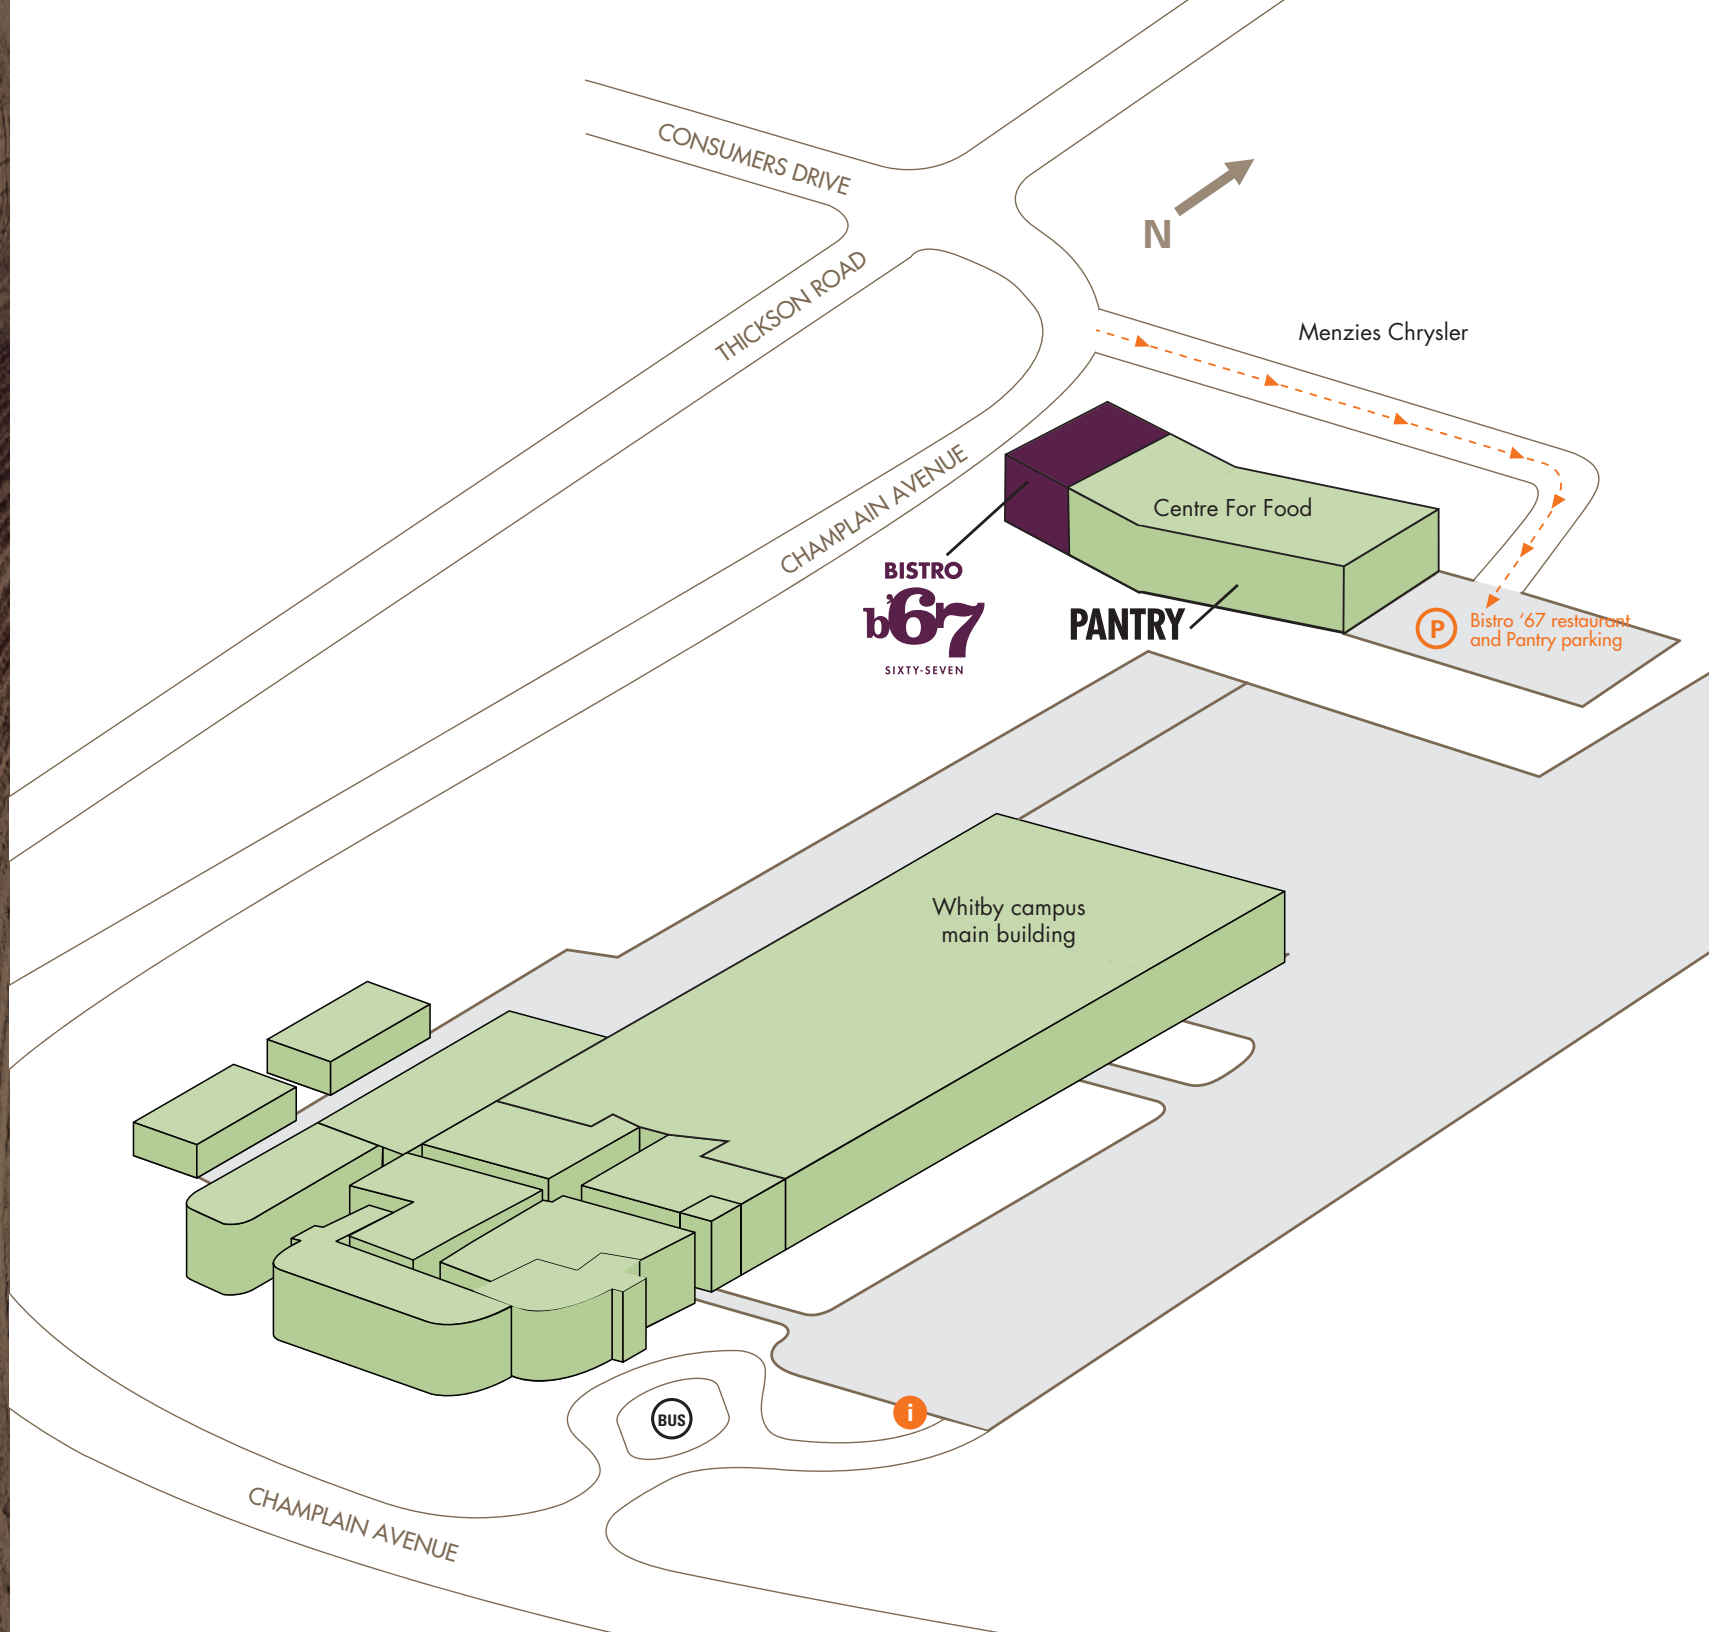 CONSUMERS DRIVE
N
THICKSON ROAD
Menzies Chrysler
CHAMPLAIN AVENUE
Centre For Food
BISTRO
b’67
SIXTY-SEVEN
PANTRY
P
Bistro ‘67 restaurant
and Pantry parking
Whitby campus
main building
i
BUS
CHAMPLAIN AVENUE